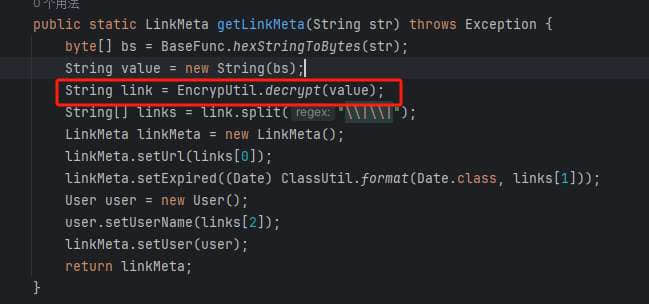 0个用法
public static LinkMeta getLinkMeta(String str) throws Exception {
byte[] bs = BaseFunc.hexStringToBytes(str);
String value = new String(bs);
String link = EncrypUtil.decrypt(value);
String[] links = link.split( regex: "\\|\\|");
LinkMeta linkMeta = new LinkMeta();
linkMeta.setUrl(links[0]);
linkMeta.setExpired((Date) ClassUtil.format(Date.class, links[1]));
User user = new User();
user.setUserName(links[2]);
linkMeta.setUser(user);
return linkMeta;
}